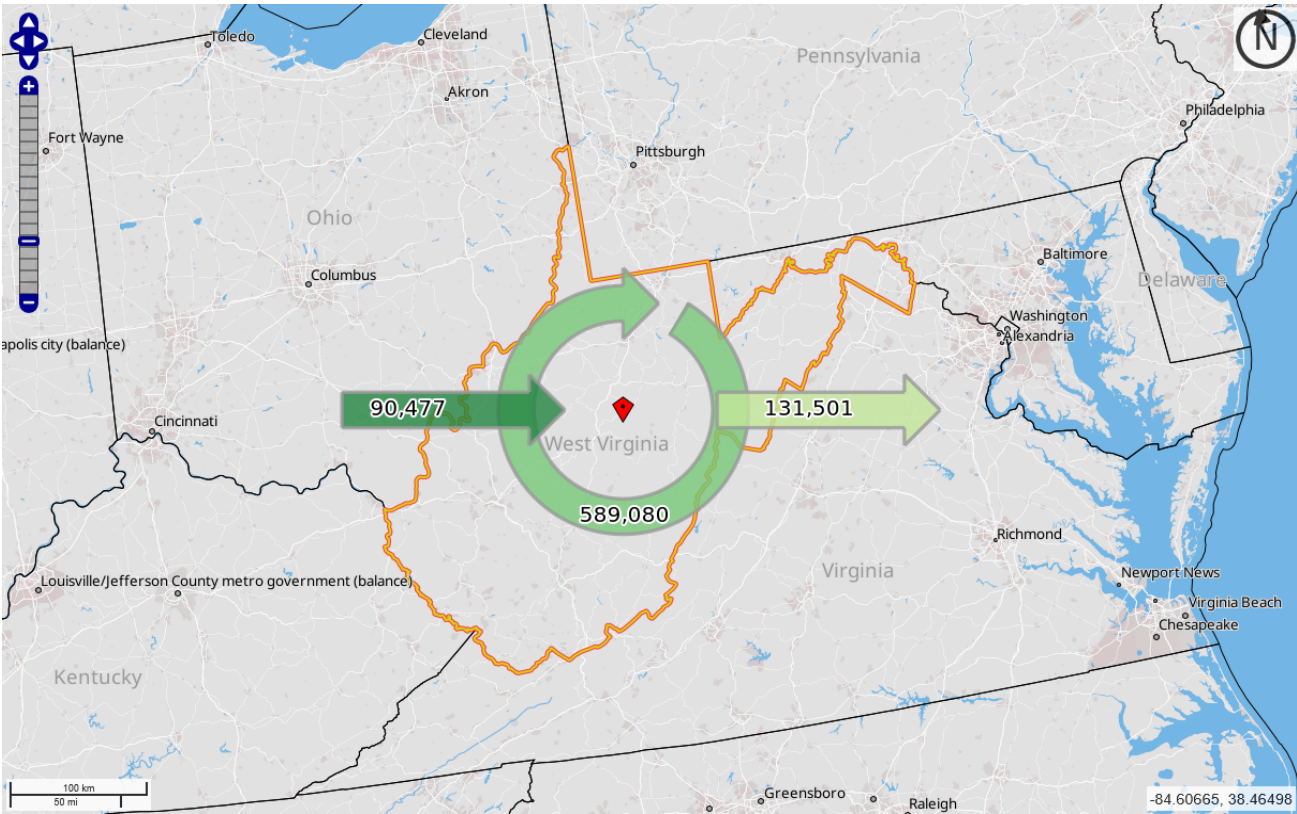 Toledo
Cleveland
Pennsylvania
N
+
Akron
Philadelphia
Fort Wayne
Pittsburgh
Ohio
Columbus
Baltimore
Delaware
Washington
Alexandria
apolis city (balance)
90,477
131,501
Cincinnati
West Virginia
589,080
Richmond
Virginia
Newport News
Louisville/Jefferson County metro government (balance)
Virginia Beach
Chesapeake
Kentucky
100 km
50 mi
Greensboro
Raleigh
-84.60665, 38.46498